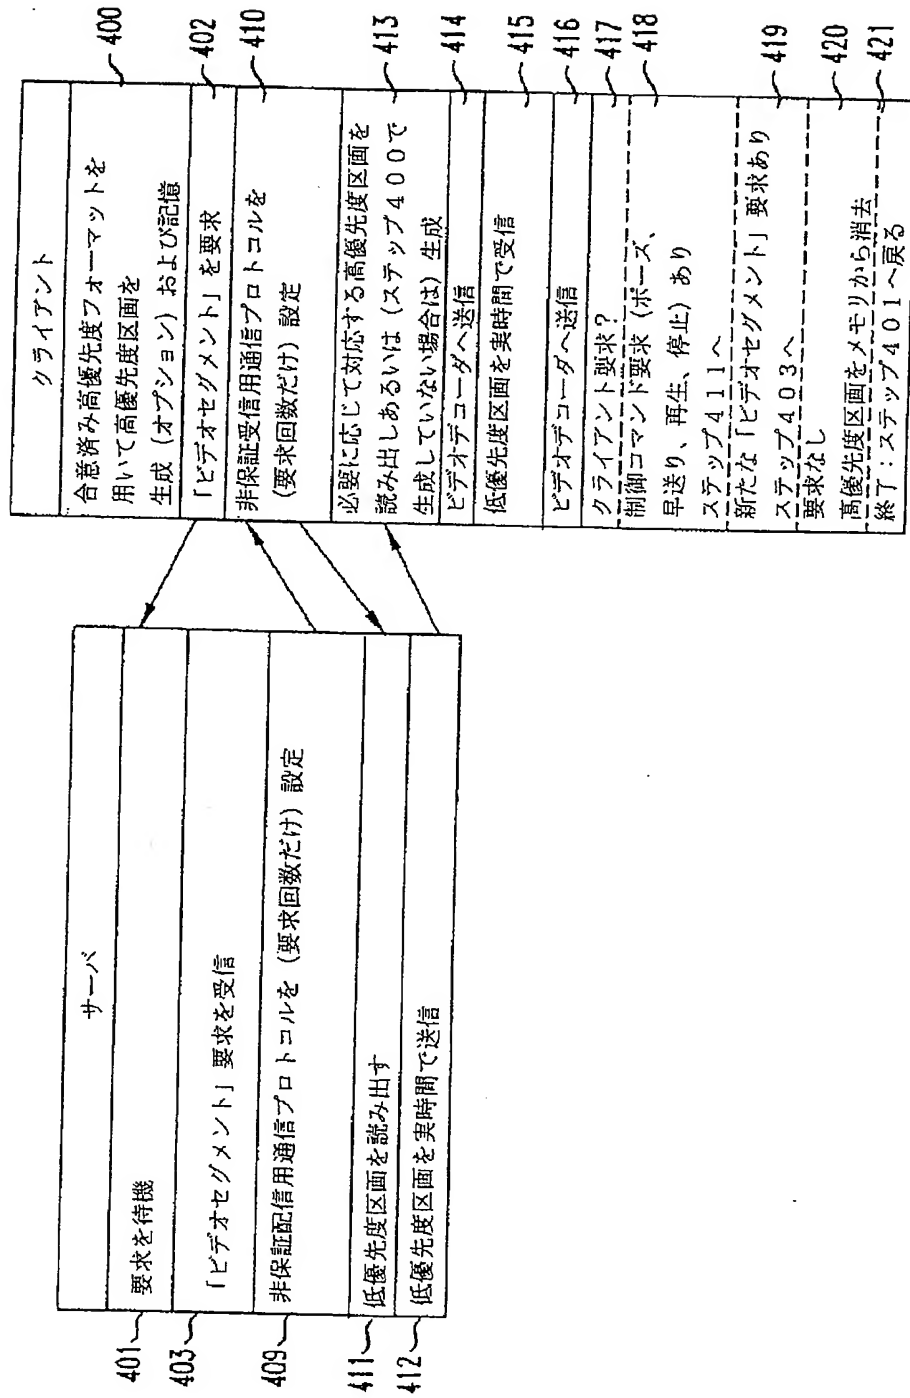 サーバ
401
要求を待機
403
「ビデオセグメント」要求を受信
409
非保証配信用通信プロトコルを（要求回数だけ）設定
411
低優先度区画を読み出す
412
低優先度区画を実時間で送信
クライアント
合意済み高優先度フォーマットを
用いて高優先度区画を
生成（オプション）および記憶
400
「ビデオセグメント」を要求
402
非保証受信用通信プロトコルを
（要求回数だけ）設定
410
必要に応じて対応する高優先度区画を
読み出しあるいは（ステップ４００で
生成していない場合は）生成
413
ビデオデコーダへ送信
414
低優先度区画を実時間で受信
415
ビデオデコーダへ送信
416
クライアント要求？
417
制御コマンド要求（ポーズ、
早送り、再生、停止）あり
ステップ４１１へ
418
新たな「ビデオセグメント」要求あり
ステップ４０３へ
419
要求なし
高優先度区画をメモリから消去
420
終了：ステップ４０１へ戻る
421